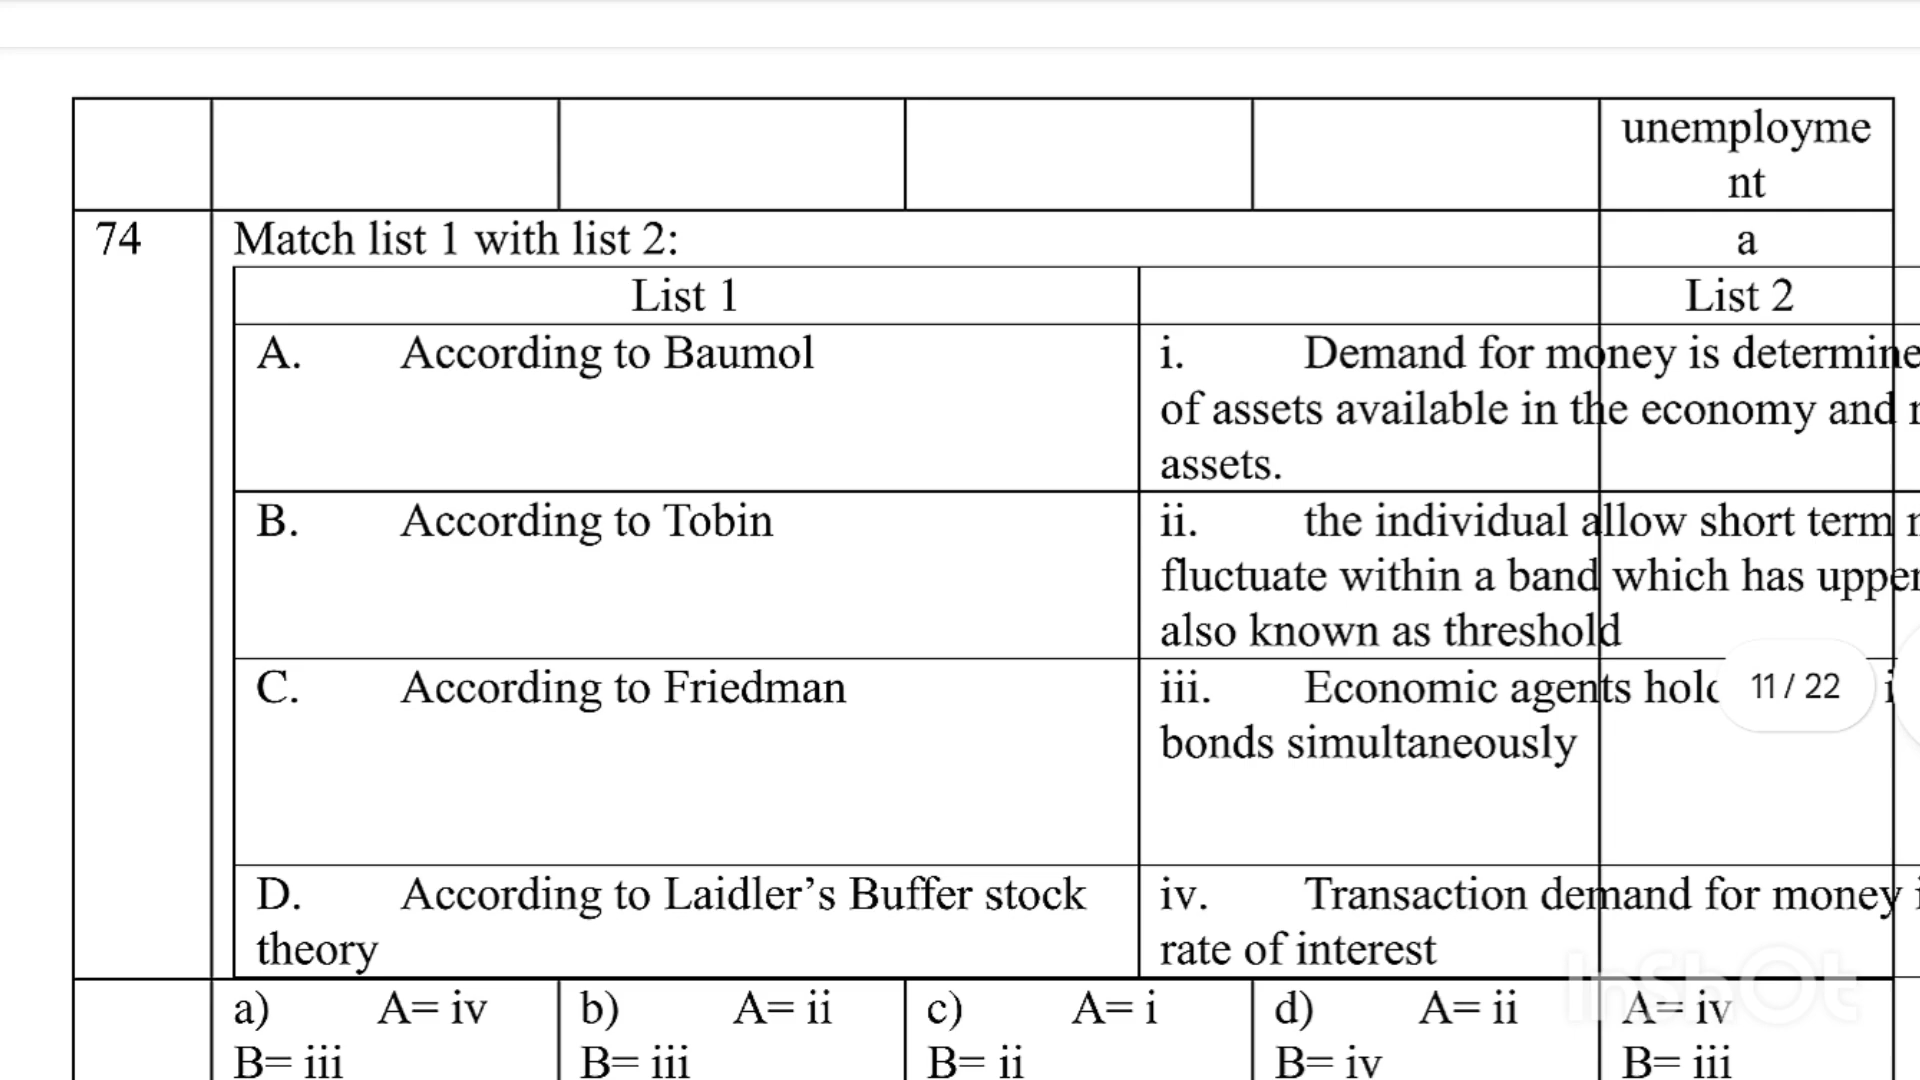 unemployme
nt
74 Match list 1 with list 2: a
List 1 List 2
A. According to Baumol i. Demand for money is determine
of assets available in the economy and
assets.
B. According to Tobin ii. the individual allow short term
fluctuate within a band which has upper
also known as threshold
C. According to Friedman iii. Economic agents
bonds simultaneously
11 / 22
D. According to Laidler's Buffer stock iv. Transaction demand for money
theory rate of interest
a) A= iv b) A= ii c) A= i d) A= ii A= iv
B= iii B= iii B= ii B= iv B= iii
InShOt